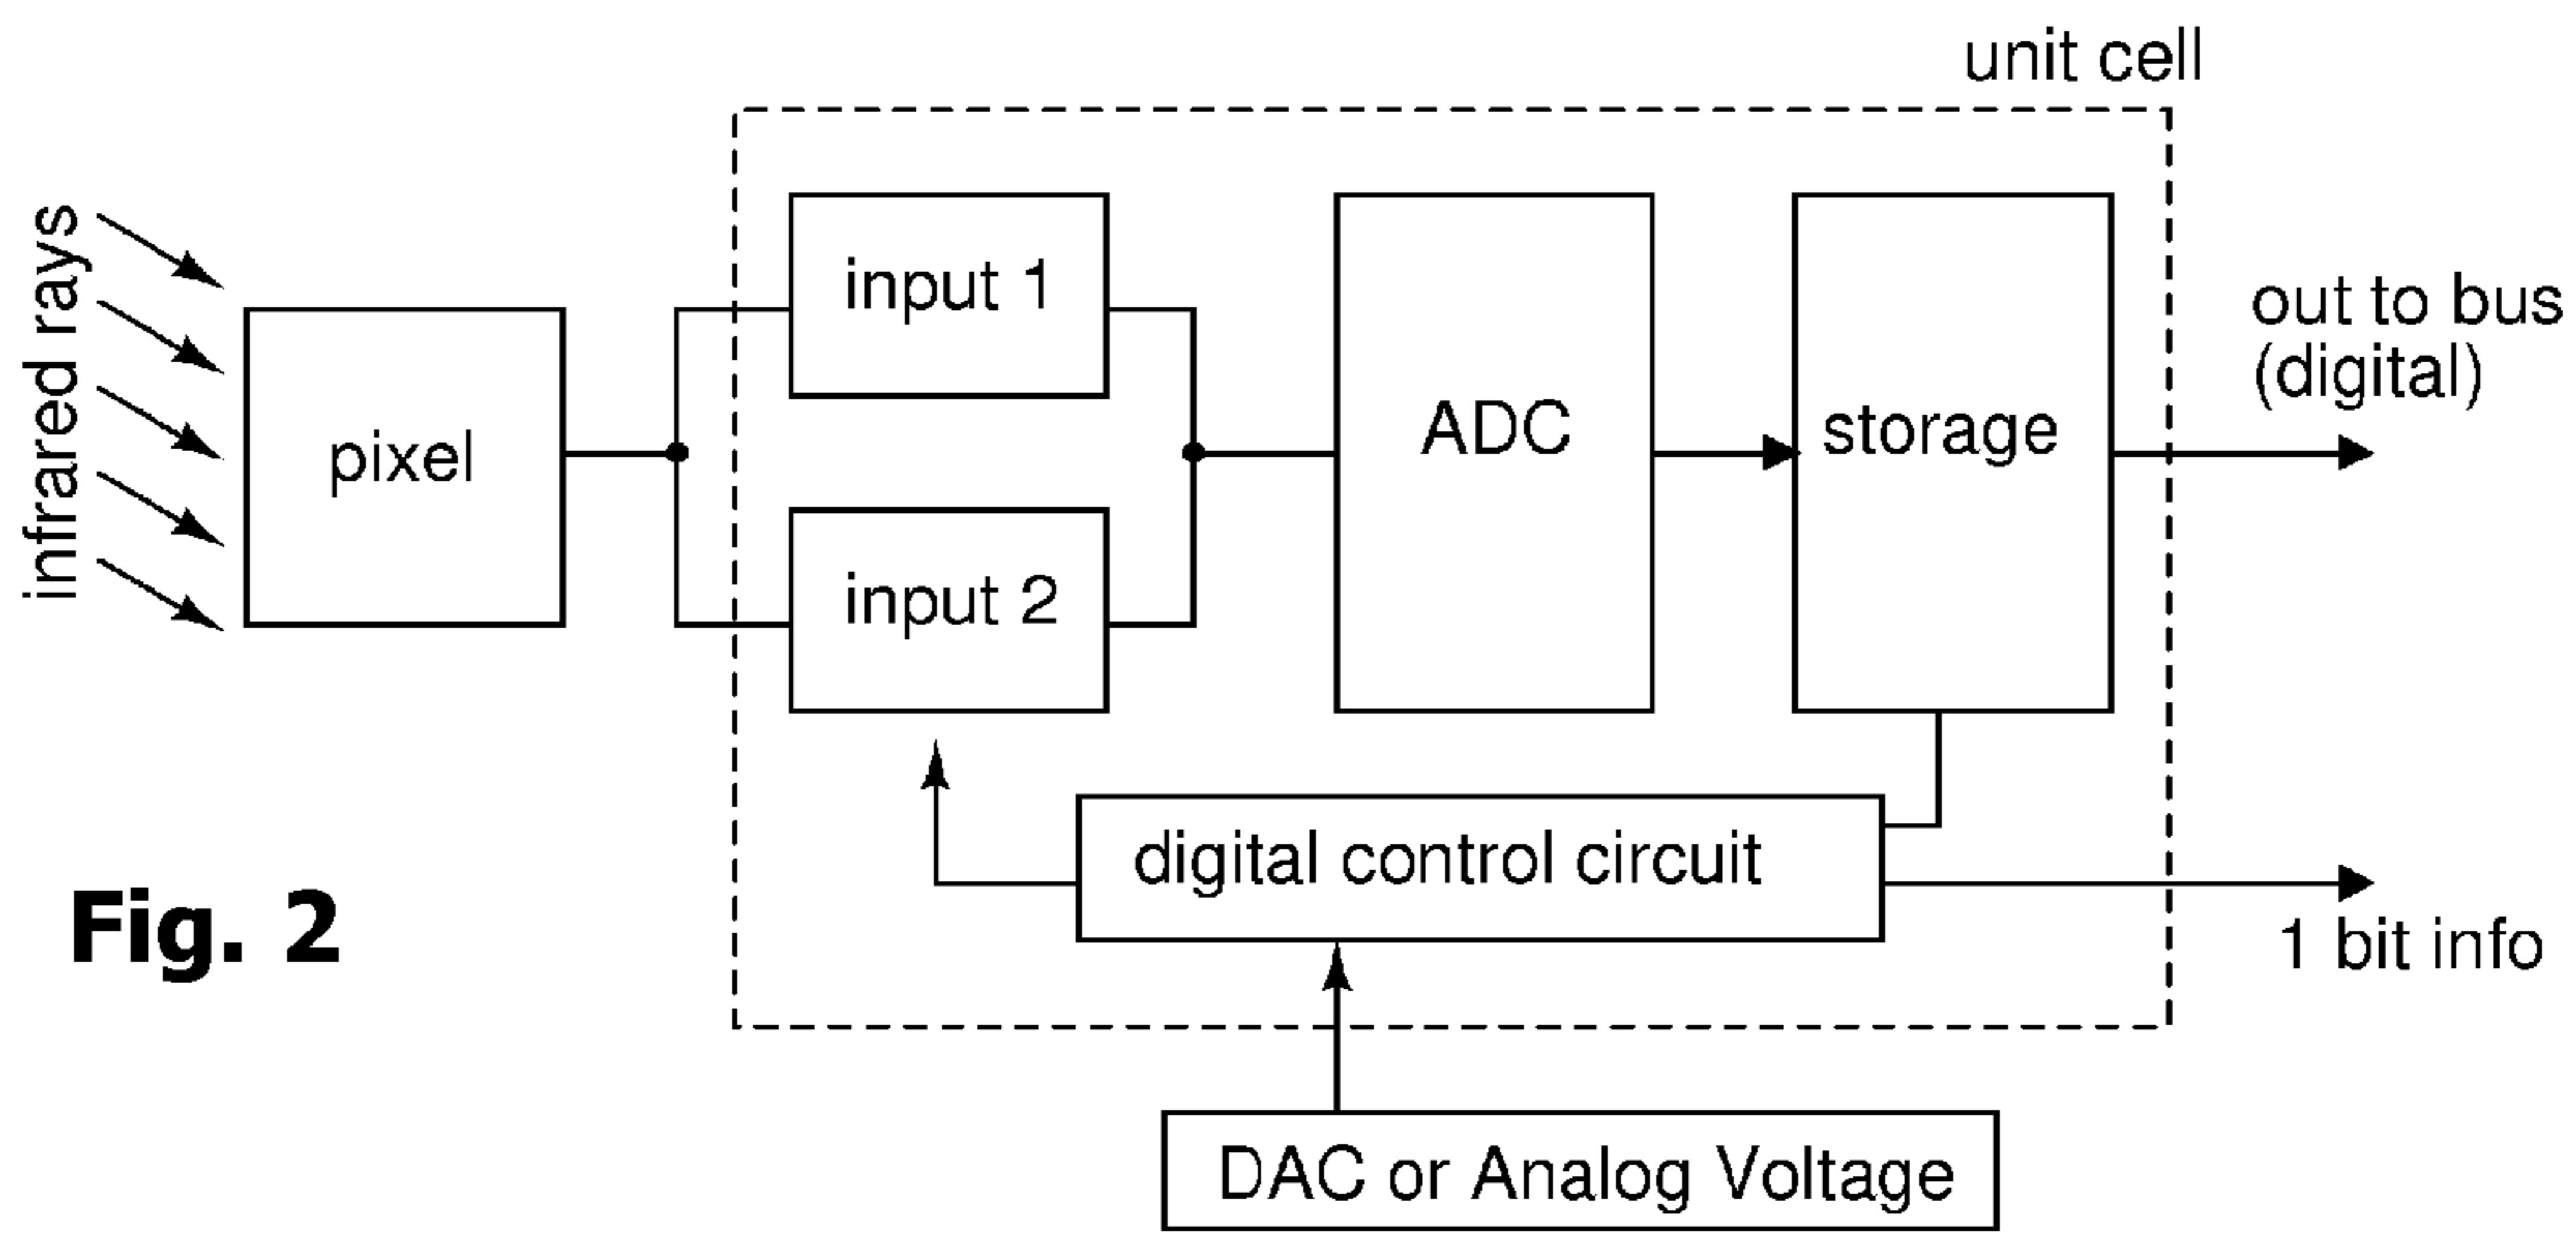 unit cell
infrared rays
pixel
input 1
input 2
ADC
storage
out to bus
(digital)
digital control circuit
1 bit info
DAC or Analog Voltage
Fig. 2